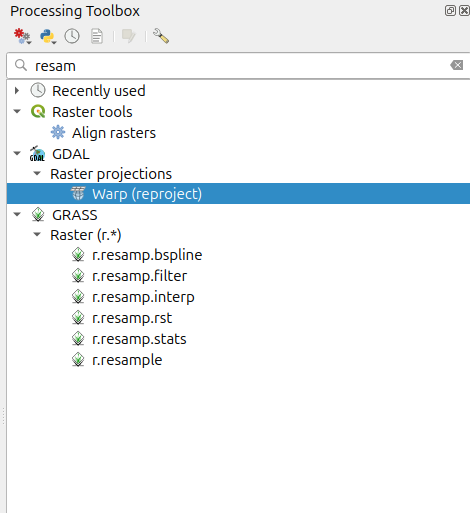 Processing Toolbox
resam
Recently used
Raster tools
Align rasters
GDAL
Raster projections
Warp (reproject)
GRASS
Raster (r.*)
r.resamp.bspline
r.resamp.filter
r.resamp.interp
r.resamp.rst
r.resamp.stats
r.resample